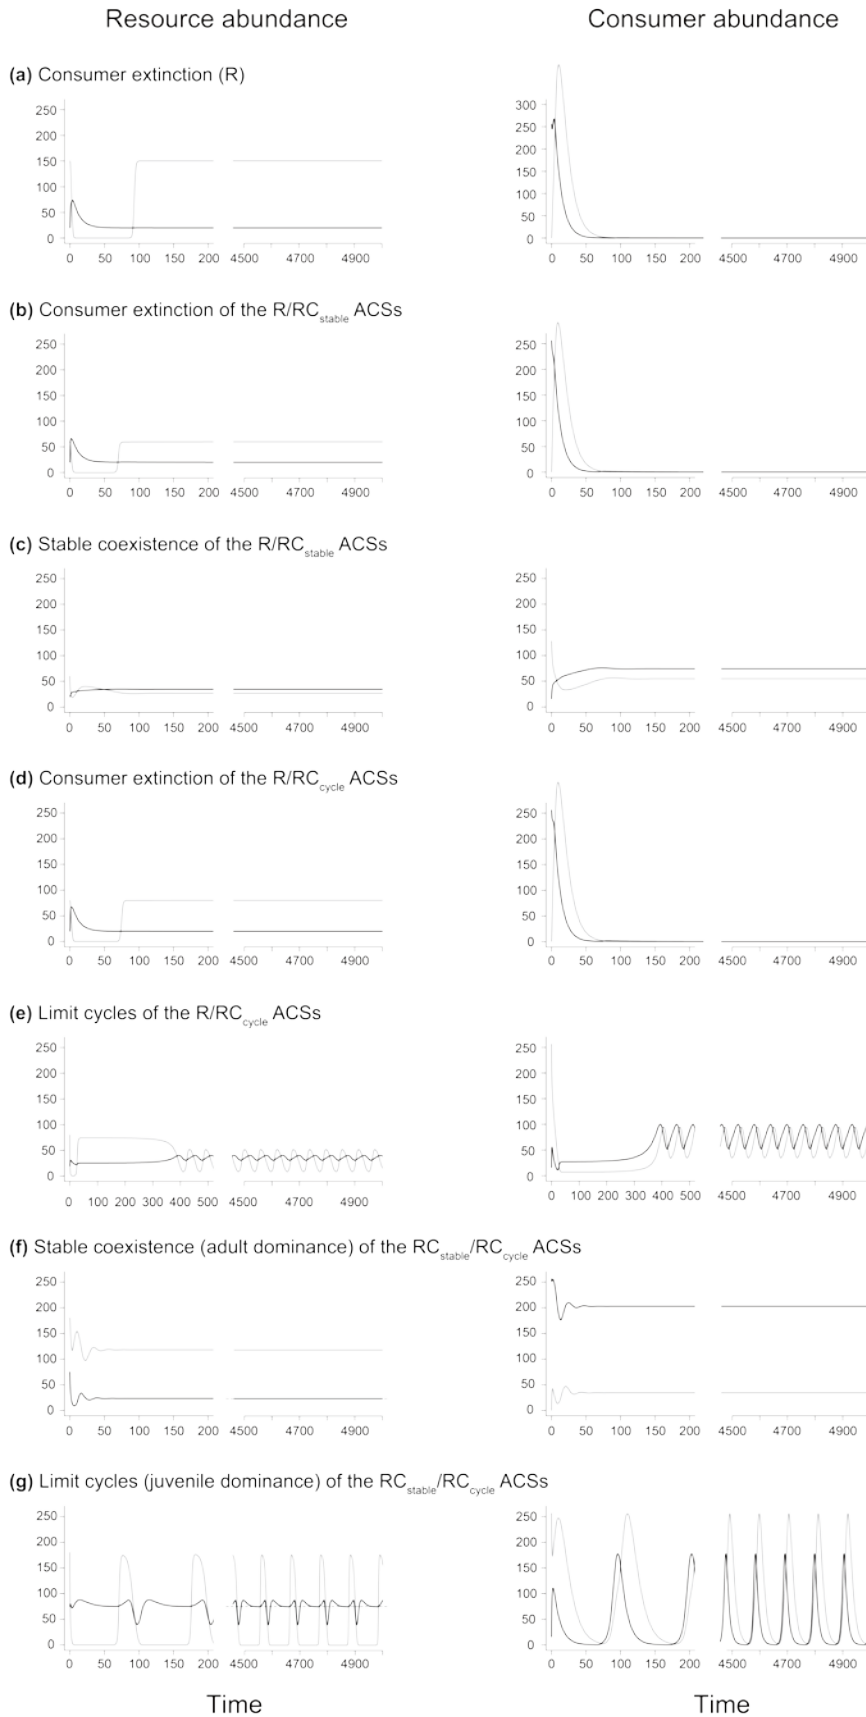 Resource abundance Consumer abundance
(a) Consumer extinction (R)
250 200 150 100 50 0
0 50 100 150 200 4500 4700 4900
300 250 200 150 100 50 0
0 50 100 150 200 4500 4700 4900
(b) Consumer extinction of the R/RCstable ACSs
250 200 150 100 50 0
0 50 100 150 200 4500 4700 4900
250 200 150 100 50 0
0 50 100 150 200 4500 4700 4900
(c) Stable coexistence of the R/RCstable ACSs
250 200 150 100 50 0
0 50 100 150 200 4500 4700 4900
250 200 150 100 50 0
0 50 100 150 200 4500 4700 4900
(d) Consumer extinction of the R/RCcycle ACSs
250 200 150 100 50 0
0 50 100 150 200 4500 4700 4900
250 200 150 100 50 0
0 50 100 150 200 4500 4700 4900
(e) Limit cycles of the R/RCcycle ACSs
250 200 150 100 50 0
0 100 200 300 400 500 4500 4700 4900
250 200 150 100 50 0
0 100 200 300 400 500 4500 4700 4900
(f) Stable coexistence (adult dominance) of the RCstable/RCcycle ACSs
250 200 150 100 50 0
0 50 100 150 200 4500 4700 4900
250 200 150 100 50 0
0 50 100 150 200 4500 4700 4900
(g) Limit cycles (juvenile dominance) of the RCstable/RCcycle ACSs
250 200 150 100 50 0
0 50 100 150 200 4500 4700 4900
250 200 150 100 50 0
0 50 100 150 200 4500 4700 4900
Time Time